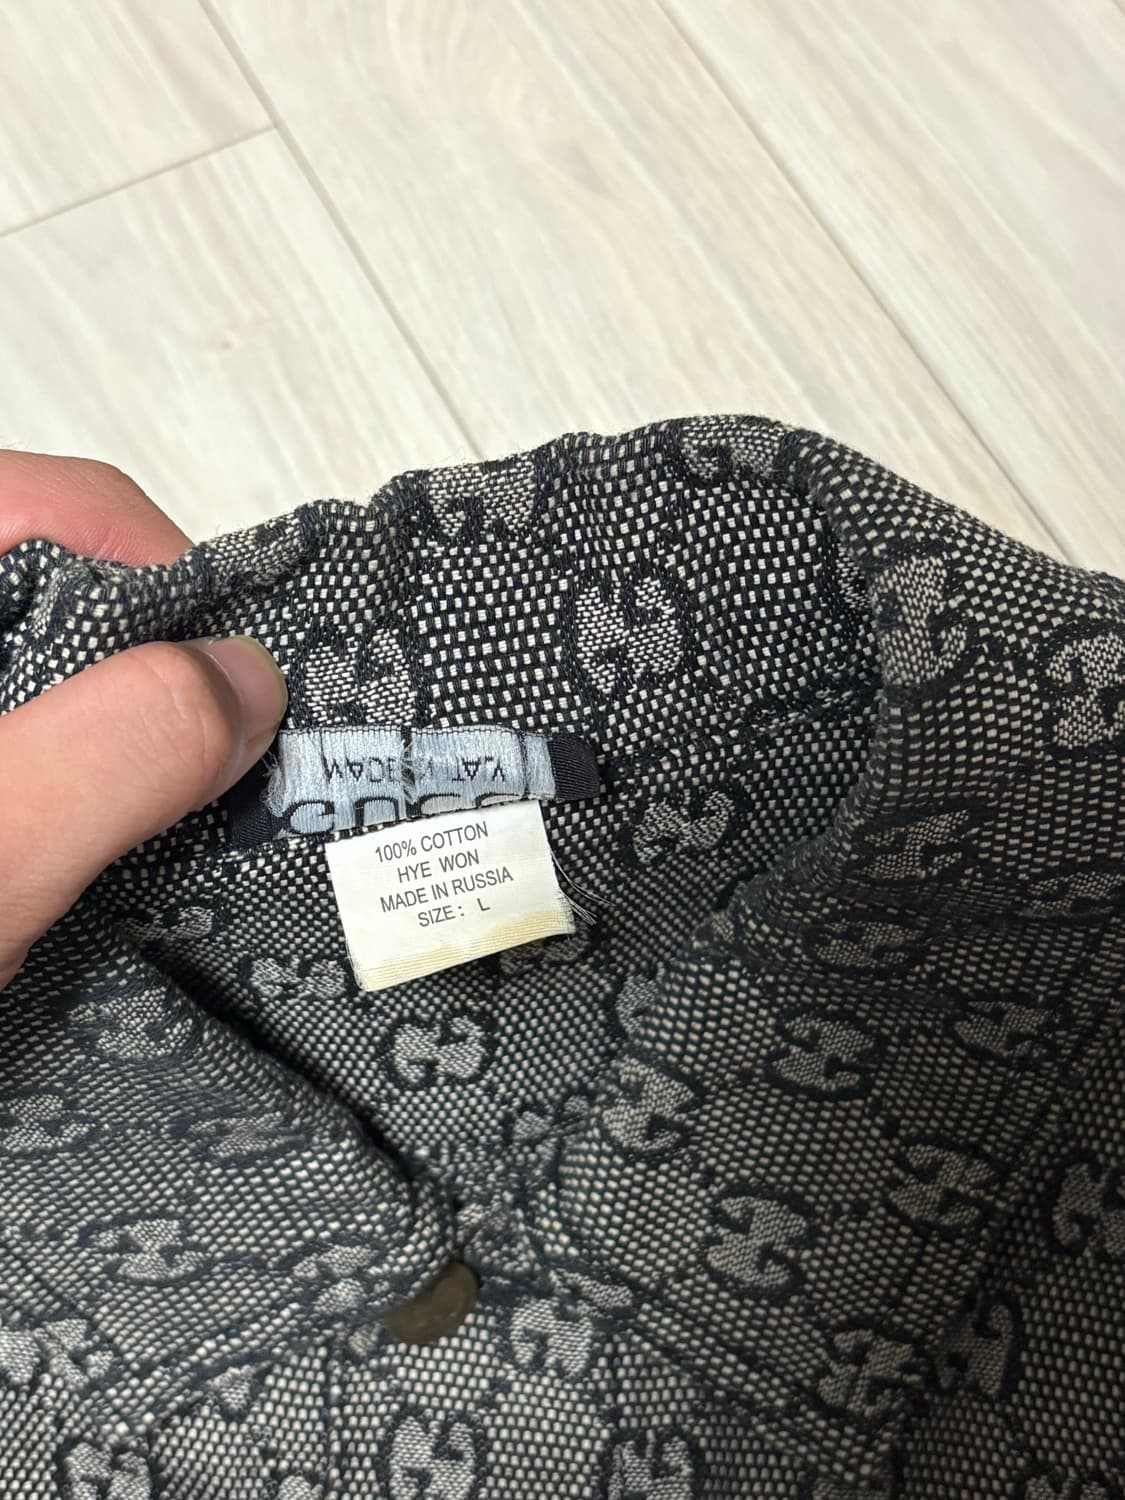 100% COTTON
HYE WON
MADE IN RUSSIA
SIZE: L